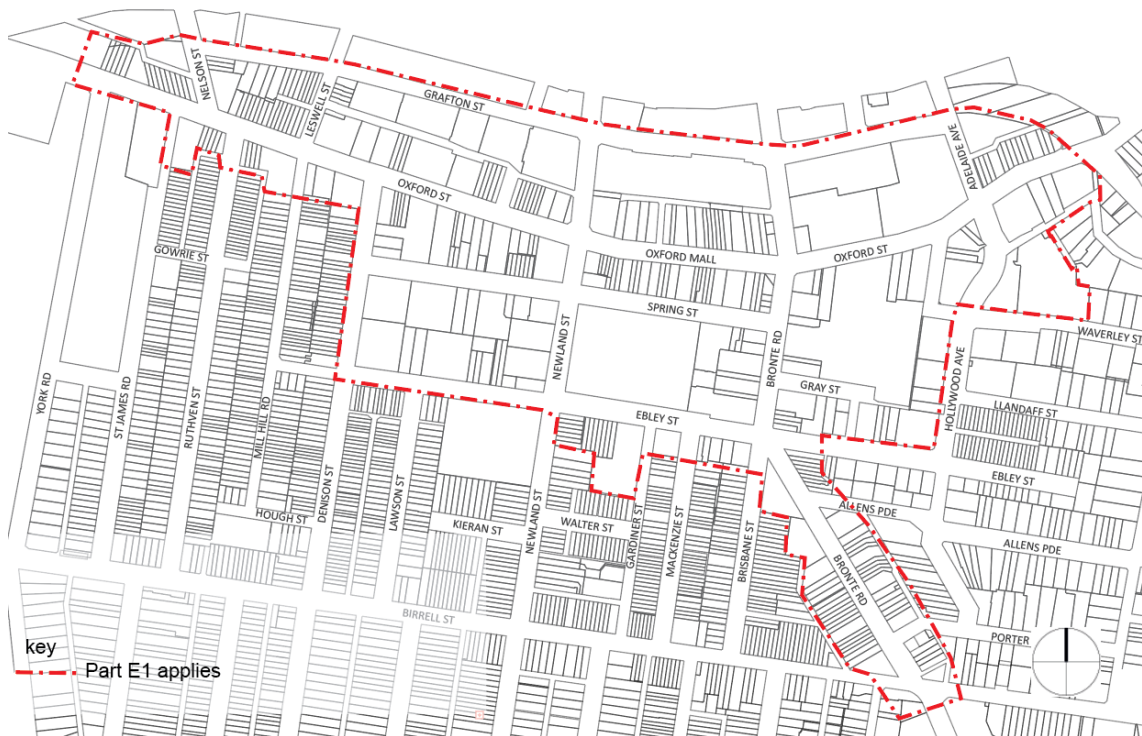 NELSON ST
LESWELL ST
GRAFTON ST
ADELAIDE AVE
OXFORD ST
GOWRIE ST
OXFORD MALL
OXFORD ST
SPRING ST
WAVERLEY ST
NEWLAND ST
BRONTE RD
HOLLYWOOD AVE
GRAY ST
LLANDAFF ST
YORK RD
ST JAMES RD
RUTHVEN ST
MILL HILL RD
EBLEY ST
EBLEY ST
DENISON ST
LAWSON ST
HOUGH ST
KIERAN ST
NEWLAND ST
WALTER ST
GARDINER ST
MACKENZIE ST
BRISBANE ST
ALLENS PDE
ALLENS PDE
BRONTE RD
BIRRELL ST
PORTER
key
Part E1 applies